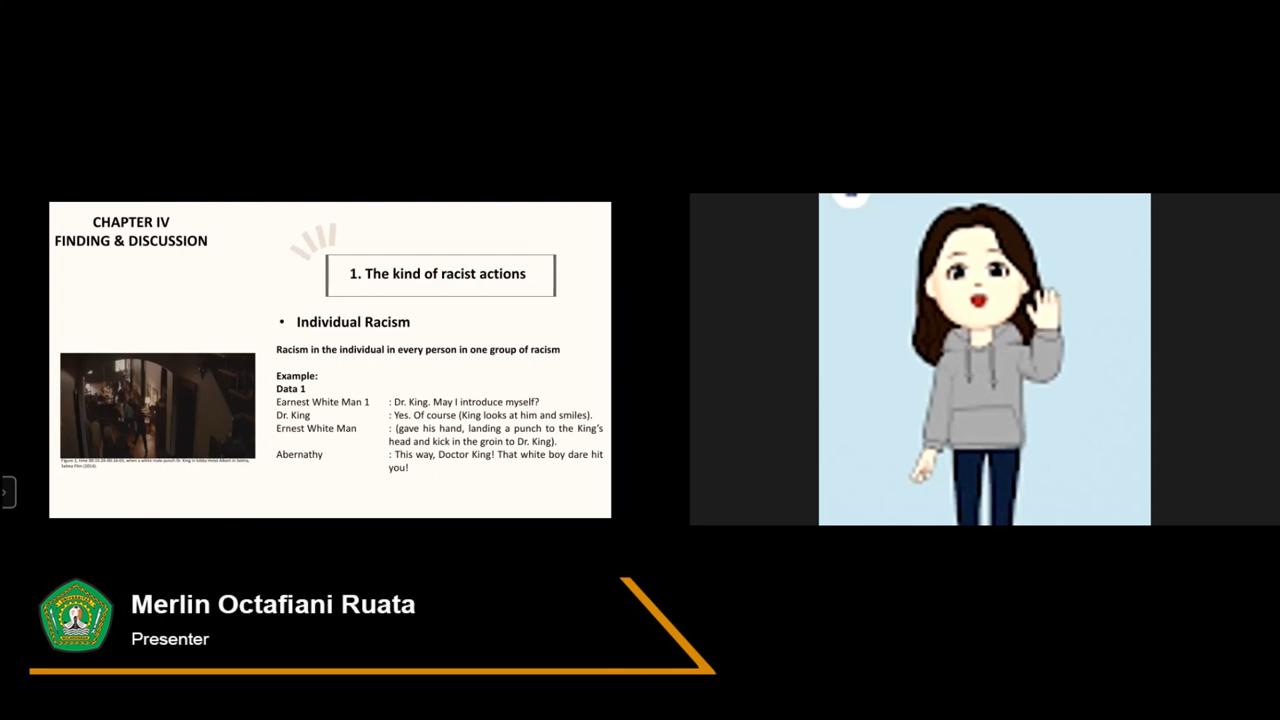 CHAPTER IV
FINDING & DISCUSSION
1. The kind of racist actions
• Individual Racism
Racism in the individual in every person in one group of racism
Example:
Data 1
Earnest White Man 1 : Dr. King. May I introduce myself?
Dr. King : Yes. Of course (King looks at him and smiles).
Ernest White Man : (gave his hand, landing a punch to the King's
head and kick in the groin to Dr. King).
Abernathy : This way, Doctor King! That white boy dare hit
you!
Selma Film (2014).
Merlin Octafiani Ruata
Presenter